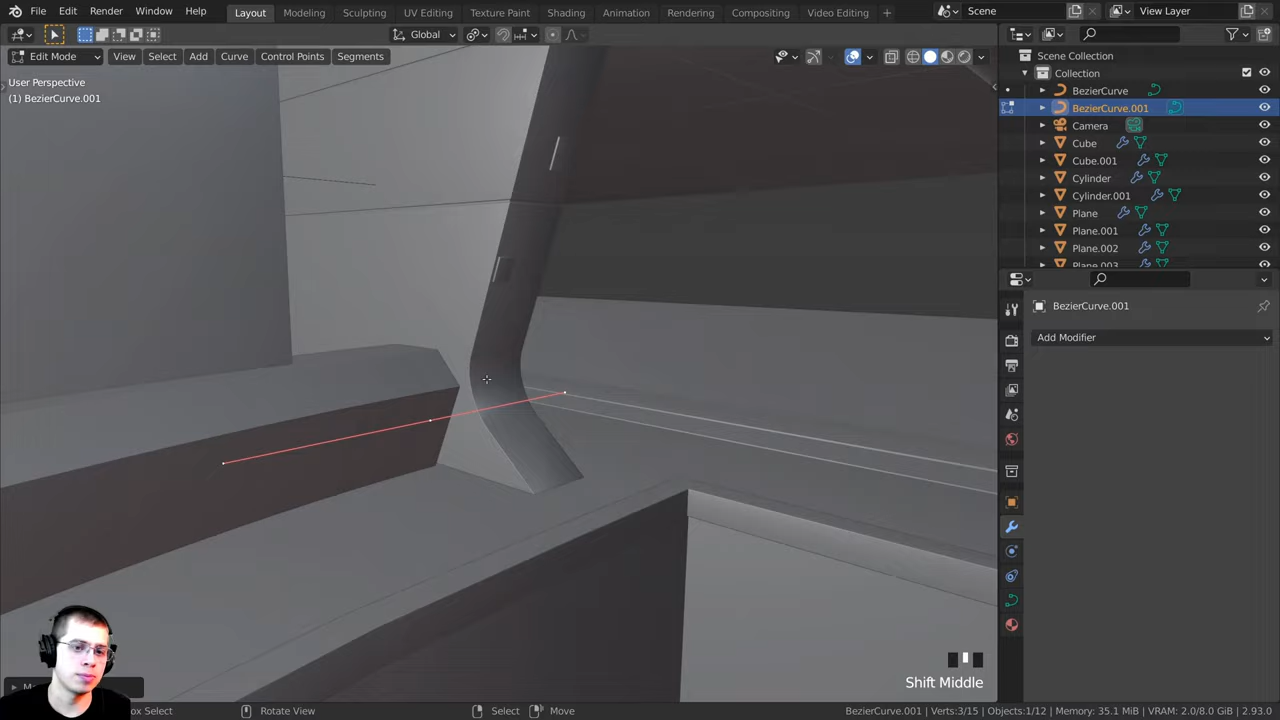 File Edit Render Window Help Layout Modeling Sculpting UV Editing Texture Paint Shading Animation Rendering Compositing Video Editing + Scene View Layer
Global
Edit Mode View Select Add Curve Control Points Segments
User Perspective
(1) BezierCurve.001
Scene Collection
Collection
BezierCurve
BezierCurve.001
Camera
Cube
Cube.001
Cylinder
Cylinder.001
Plane
Plane.001
Plane.002
Plane.003
BezierCurve.001
Add Modifier
Shift Middle
Box Select Rotate View Select Move BezierCurve.001 | Verts:3/15 | Objects:1/12 | Memory: 35.1 MiB | VRAM: 2.0/8.0 GiB | 2.93.0